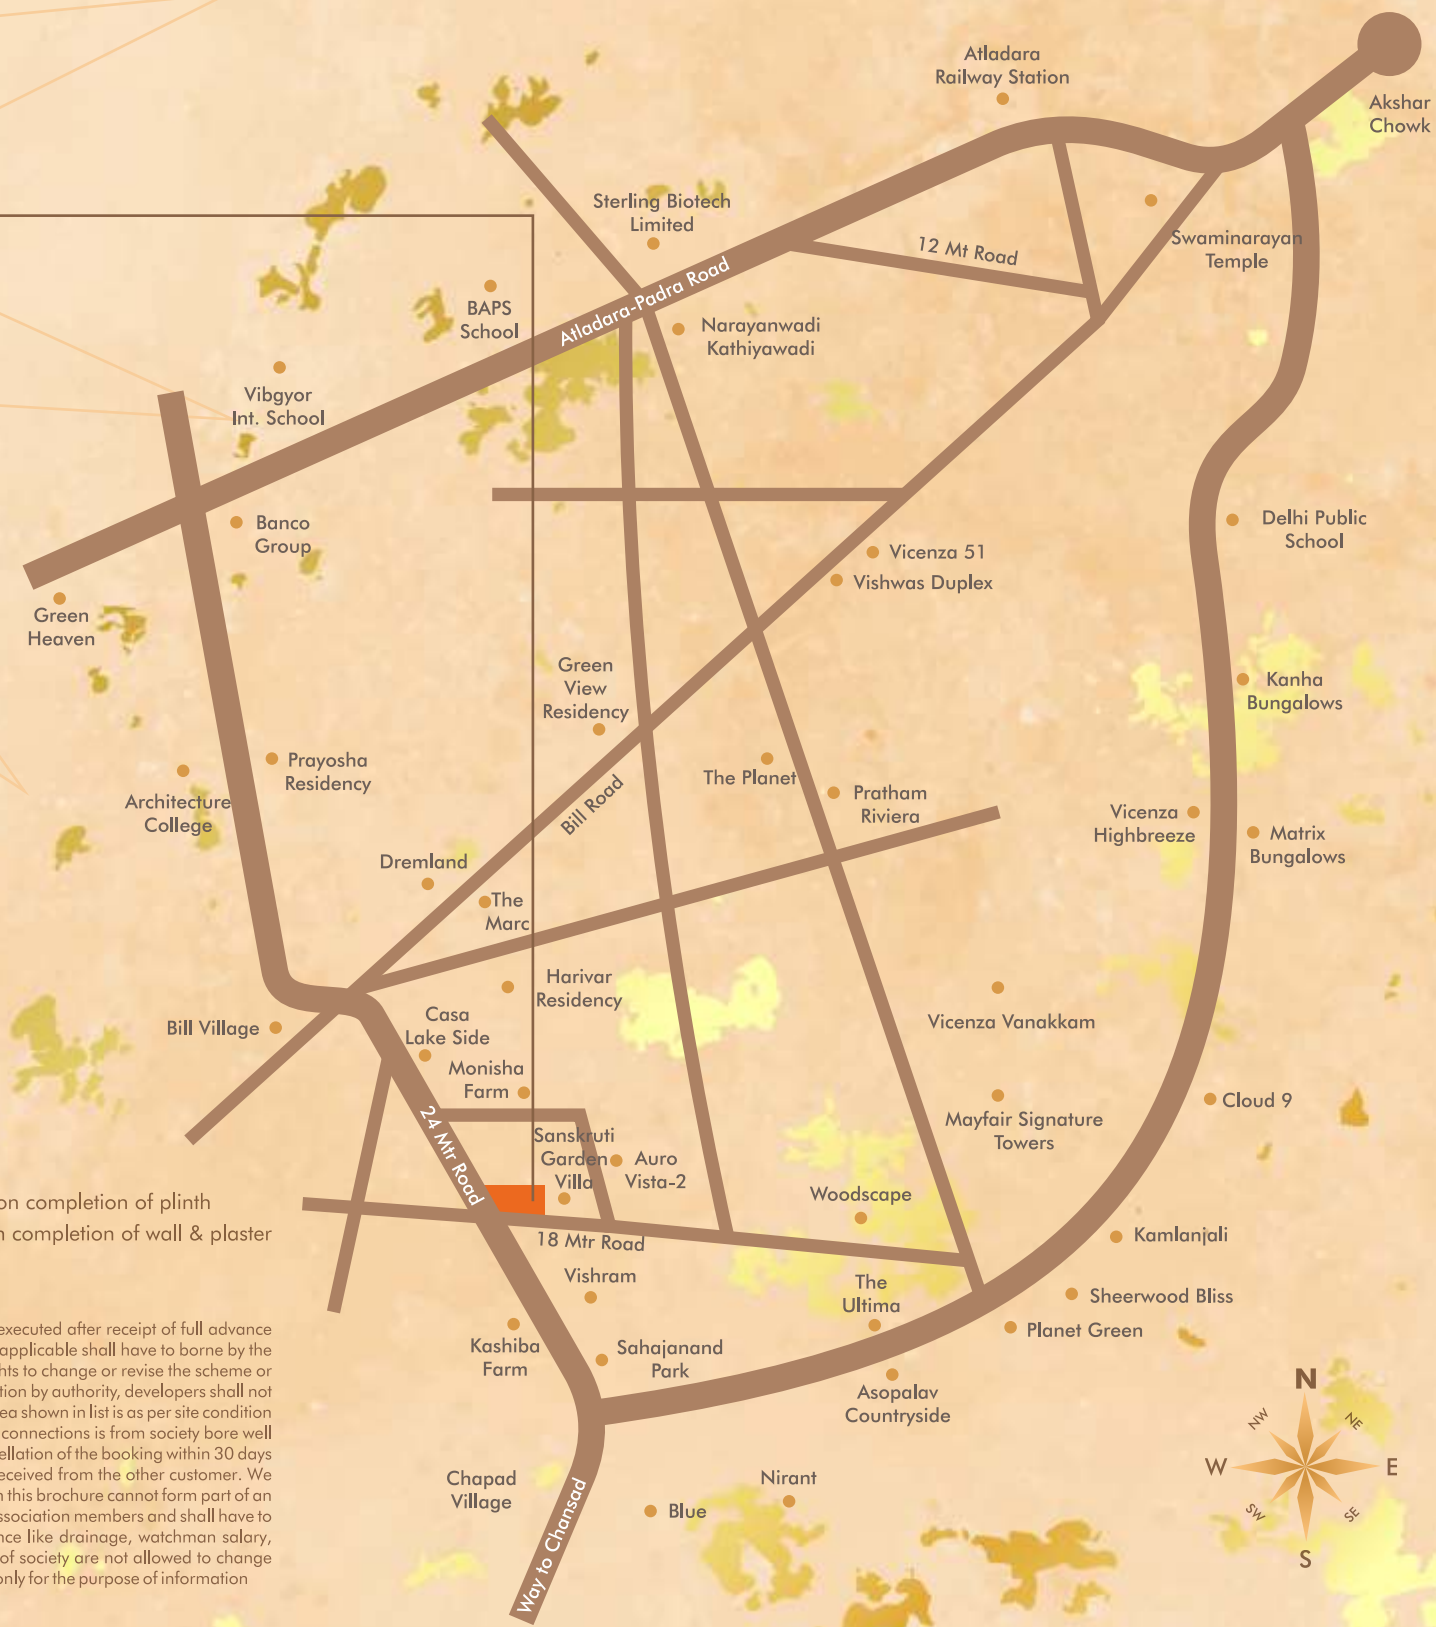 Atladara
Railway Station
Akshar
Chowk
Sterling Biotech
Limited
Swaminarayan
Temple
12 Mt Road
Atladara-Padra Road
BAPS
School
Narayanwadi
Kathiyawadi
Vibgyor
Int. School
Banco
Group
Delhi Public
School
Vicenza 51
Vishwas Duplex
Green
Heaven
Green
View
Residency
Kanha
Bungalows
Prayosha
Residency
The Planet
Pratham
Riviera
Architecture
College
Bill Road
Vicenza
Highbreeze
Matrix
Bungalows
Dremland
The
Marc
Harivar
Residency
Casa
Lake Side
Bill Village
Vicenza Vanakkam
Monisha
Farm
Cloud 9
Mayfair Signature
Towers
24 Mtr Road
Sanskruti
Garden
Villa
Auro
Vista-2
Woodscape
on completion of plinth
completion of wall & plaster
18 Mtr Road
Kamlanjali
Vishram
The
Ultima
Sheerwood Bliss
Planet Green
Kashiba
Farm
Sahajanand
Park
Asopalav
Countryside
executed after receipt of full advance
applicable shall have to borne by the
to change or revise the scheme or
by authority, developers shall not
shown in list is as per site condition
connections is from society bore well
of the booking within 30 days
received from the other customer. We
this brochure cannot form part of an
association members and shall have to
like drainage, watchman salary,
of society are not allowed to change
only for the purpose of information
Chapad
Village
Nirant
Blue
Way to Chansad
N
NW
NE
W
E
SW
SE
S